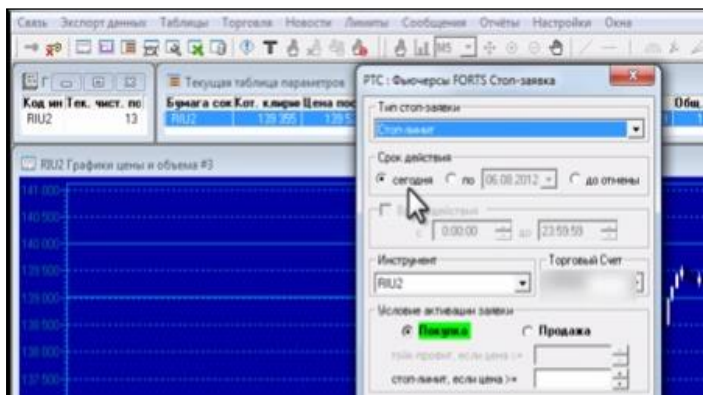 Связь Экспорт данных Таблицы Торговля Новости Лимиты Сообщения Отчёты Настройки Окна
M5
Г
Код ин Тек. чист. по
RIU2 13
Текущая таблица параметров
Бумага сок Кот. клирин Цена пос
RIU2 139 355
Общ.
RIU2 Графики цены и объема #3
141 000
140 500
140 000
139 500
139 000
138 500
138 000
137 500
РТС : Фьючерсы FORTS Стоп-заявка
Тип стоп-заявки
Стоп-лимит
Срок действия
сегодня по 06.08.2012 до отмены
с 0:00:00 до 23:59:59
Инструмент Торговый Счет
RIU2
Условие активации заявки
Покупка Продажа
тейк-профит, если цена >=
стоп-лимит, если цена >=